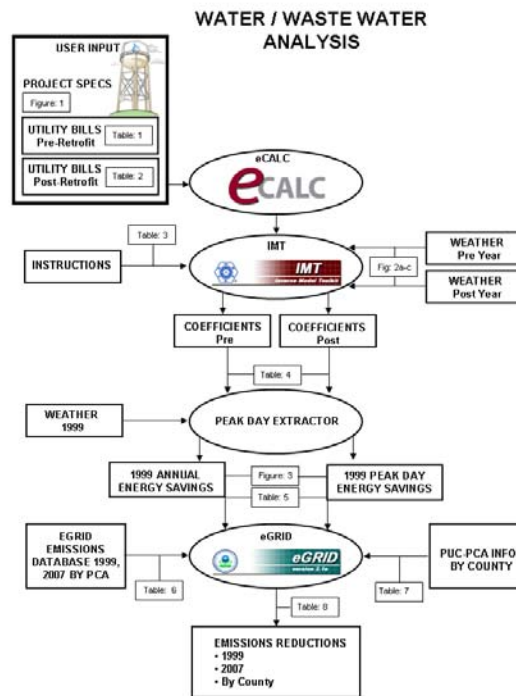 WATER / WASTE WATER
ANALYSIS
USER INPUT
PROJECT SPECS
Figure: 1
UTILITY BILLS
Pre-Retrofit
Table: 1
UTILITY BILLS
Post-Retrofit
Table: 2
eCALC
eCALC
Table: 3
INSTRUCTIONS
IMT
IMT
Inverse Model Toolkit
WEATHER
Pre Year
Fig: 2a-c
WEATHER
Post Year
COEFFICIENTS
Pre
COEFFICIENTS
Post
Table: 4
WEATHER
1999
PEAK DAY EXTRACTOR
1999 ANNUAL
ENERGY SAVINGS
Figure: 3
Table: 5
1999 PEAK DAY
ENERGY SAVINGS
EGRID
EMISSIONS
DATABASE 1999,
2007 BY PCA
eGRID
eGRID
PUC-PCA INFO
BY COUNTY
Table: 6
Table: 7
Table: 8
EMISSIONS REDUCTIONS
• 1999
• 2007
• By County